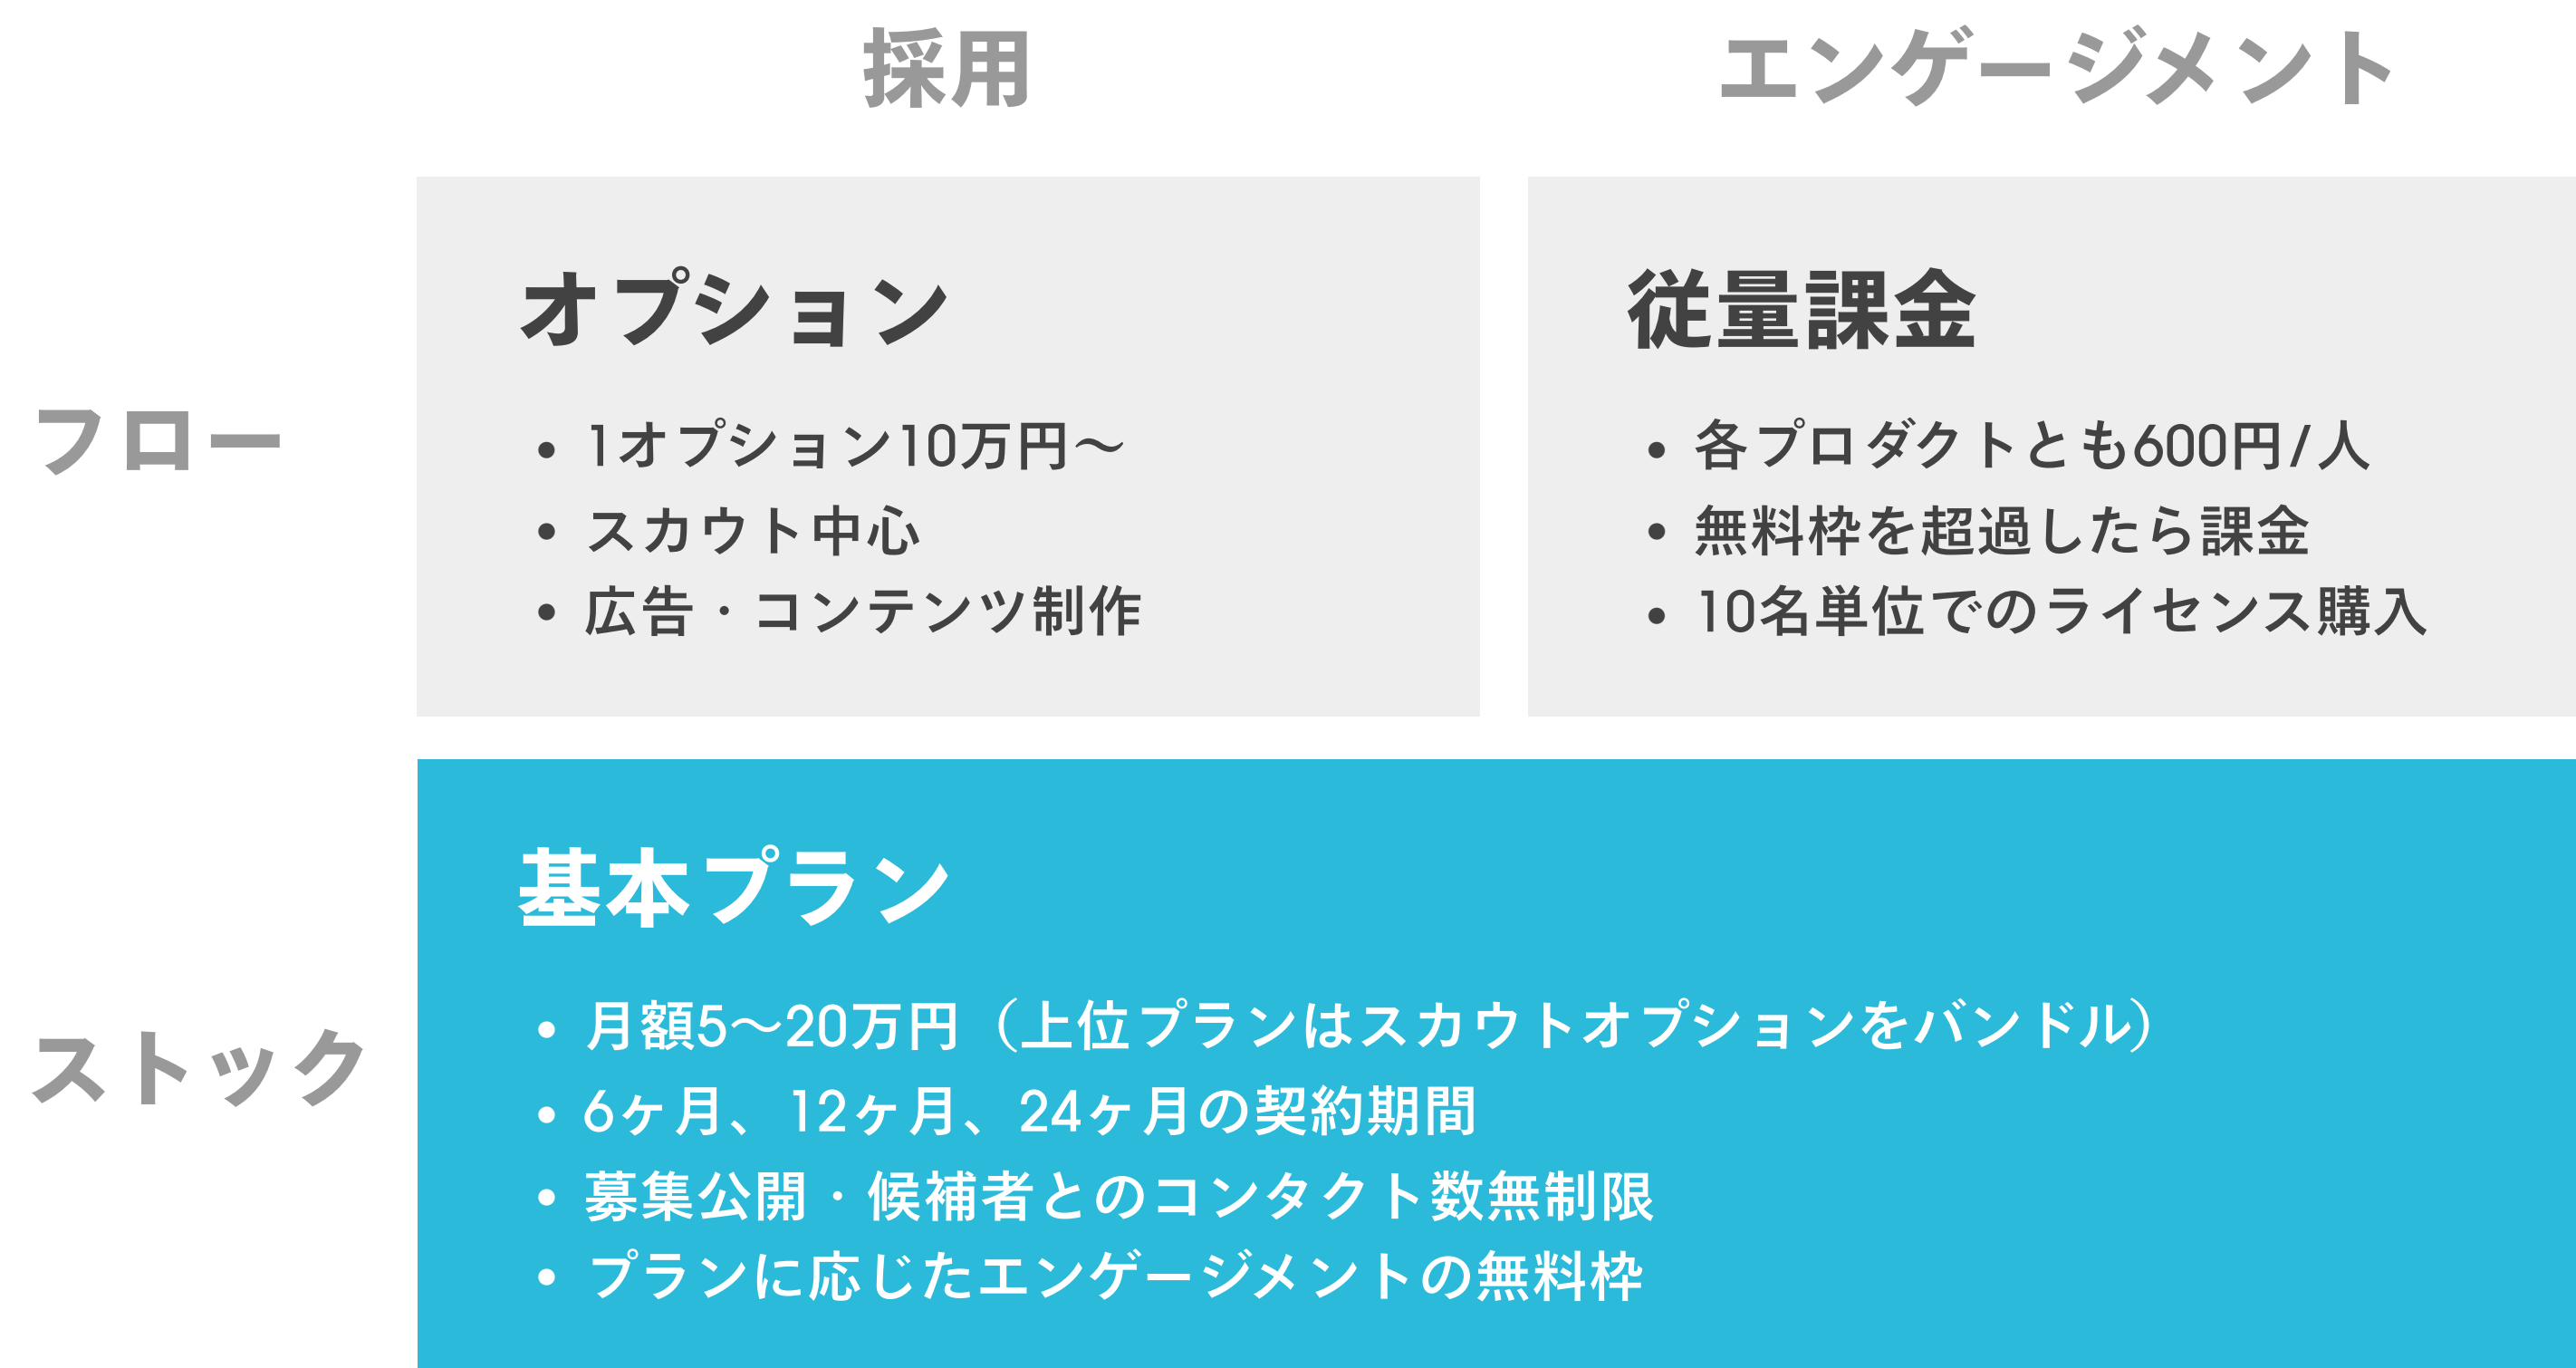 採用
エンゲージメント
フロー
オプション
• 1オプション10万円〜
• スカウト中心
• 広告・コンテンツ制作
従量課金
• 各プロダクトとも600円/人
• 無料枠を超過したら課金
• 10名単位でのライセンス購入
ストック
基本プラン
• 月額5〜20万円（上位プランはスカウトオプションをバンドル）
• 6ヶ月、12ヶ月、24ヶ月の契約期間
• 募集公開・候補者とのコンタクト数無制限
• プランに応じたエンゲージメントの無料枠